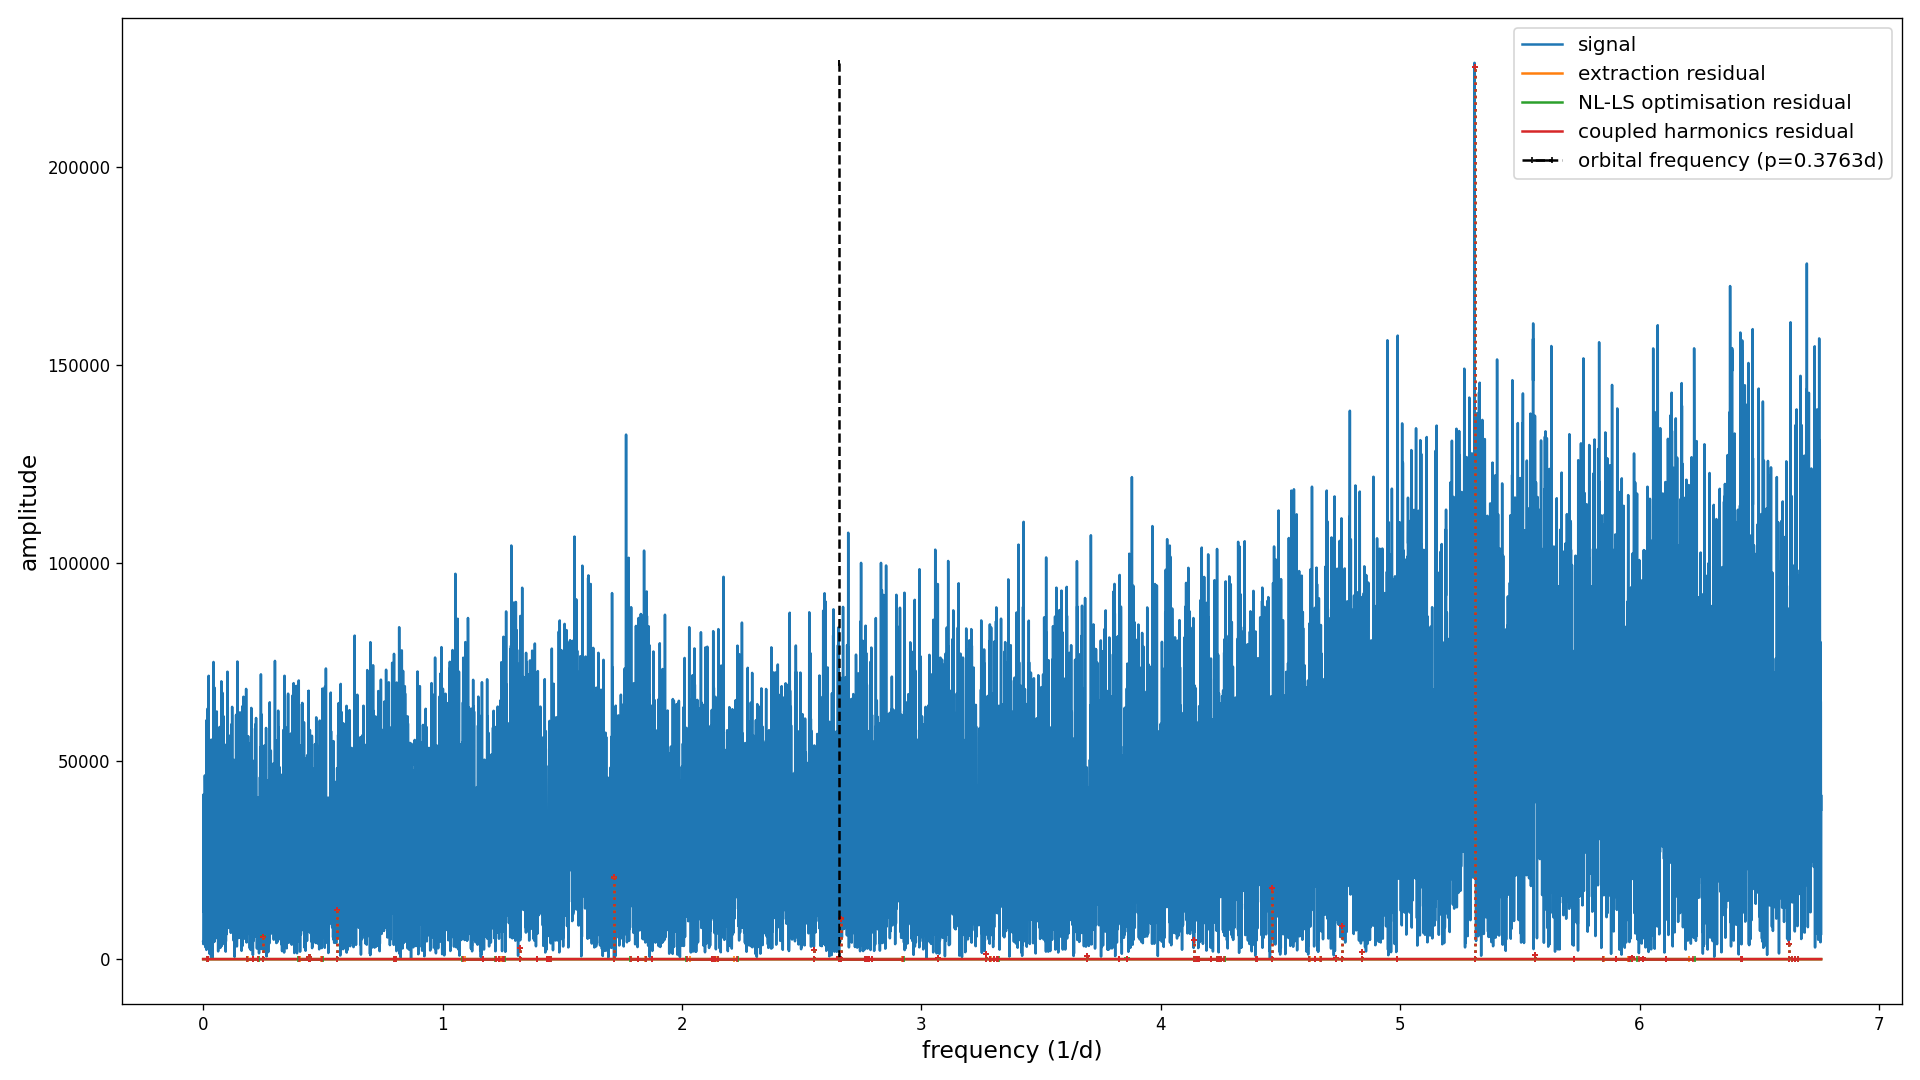 signal
extraction residual
NL-LS optimisation residual
coupled harmonics residual
orbital frequency (p=0.3763d)
amplitude
200000
150000
100000
50000
0
0 1 2 3 4 5 6 7
frequency (1/d)